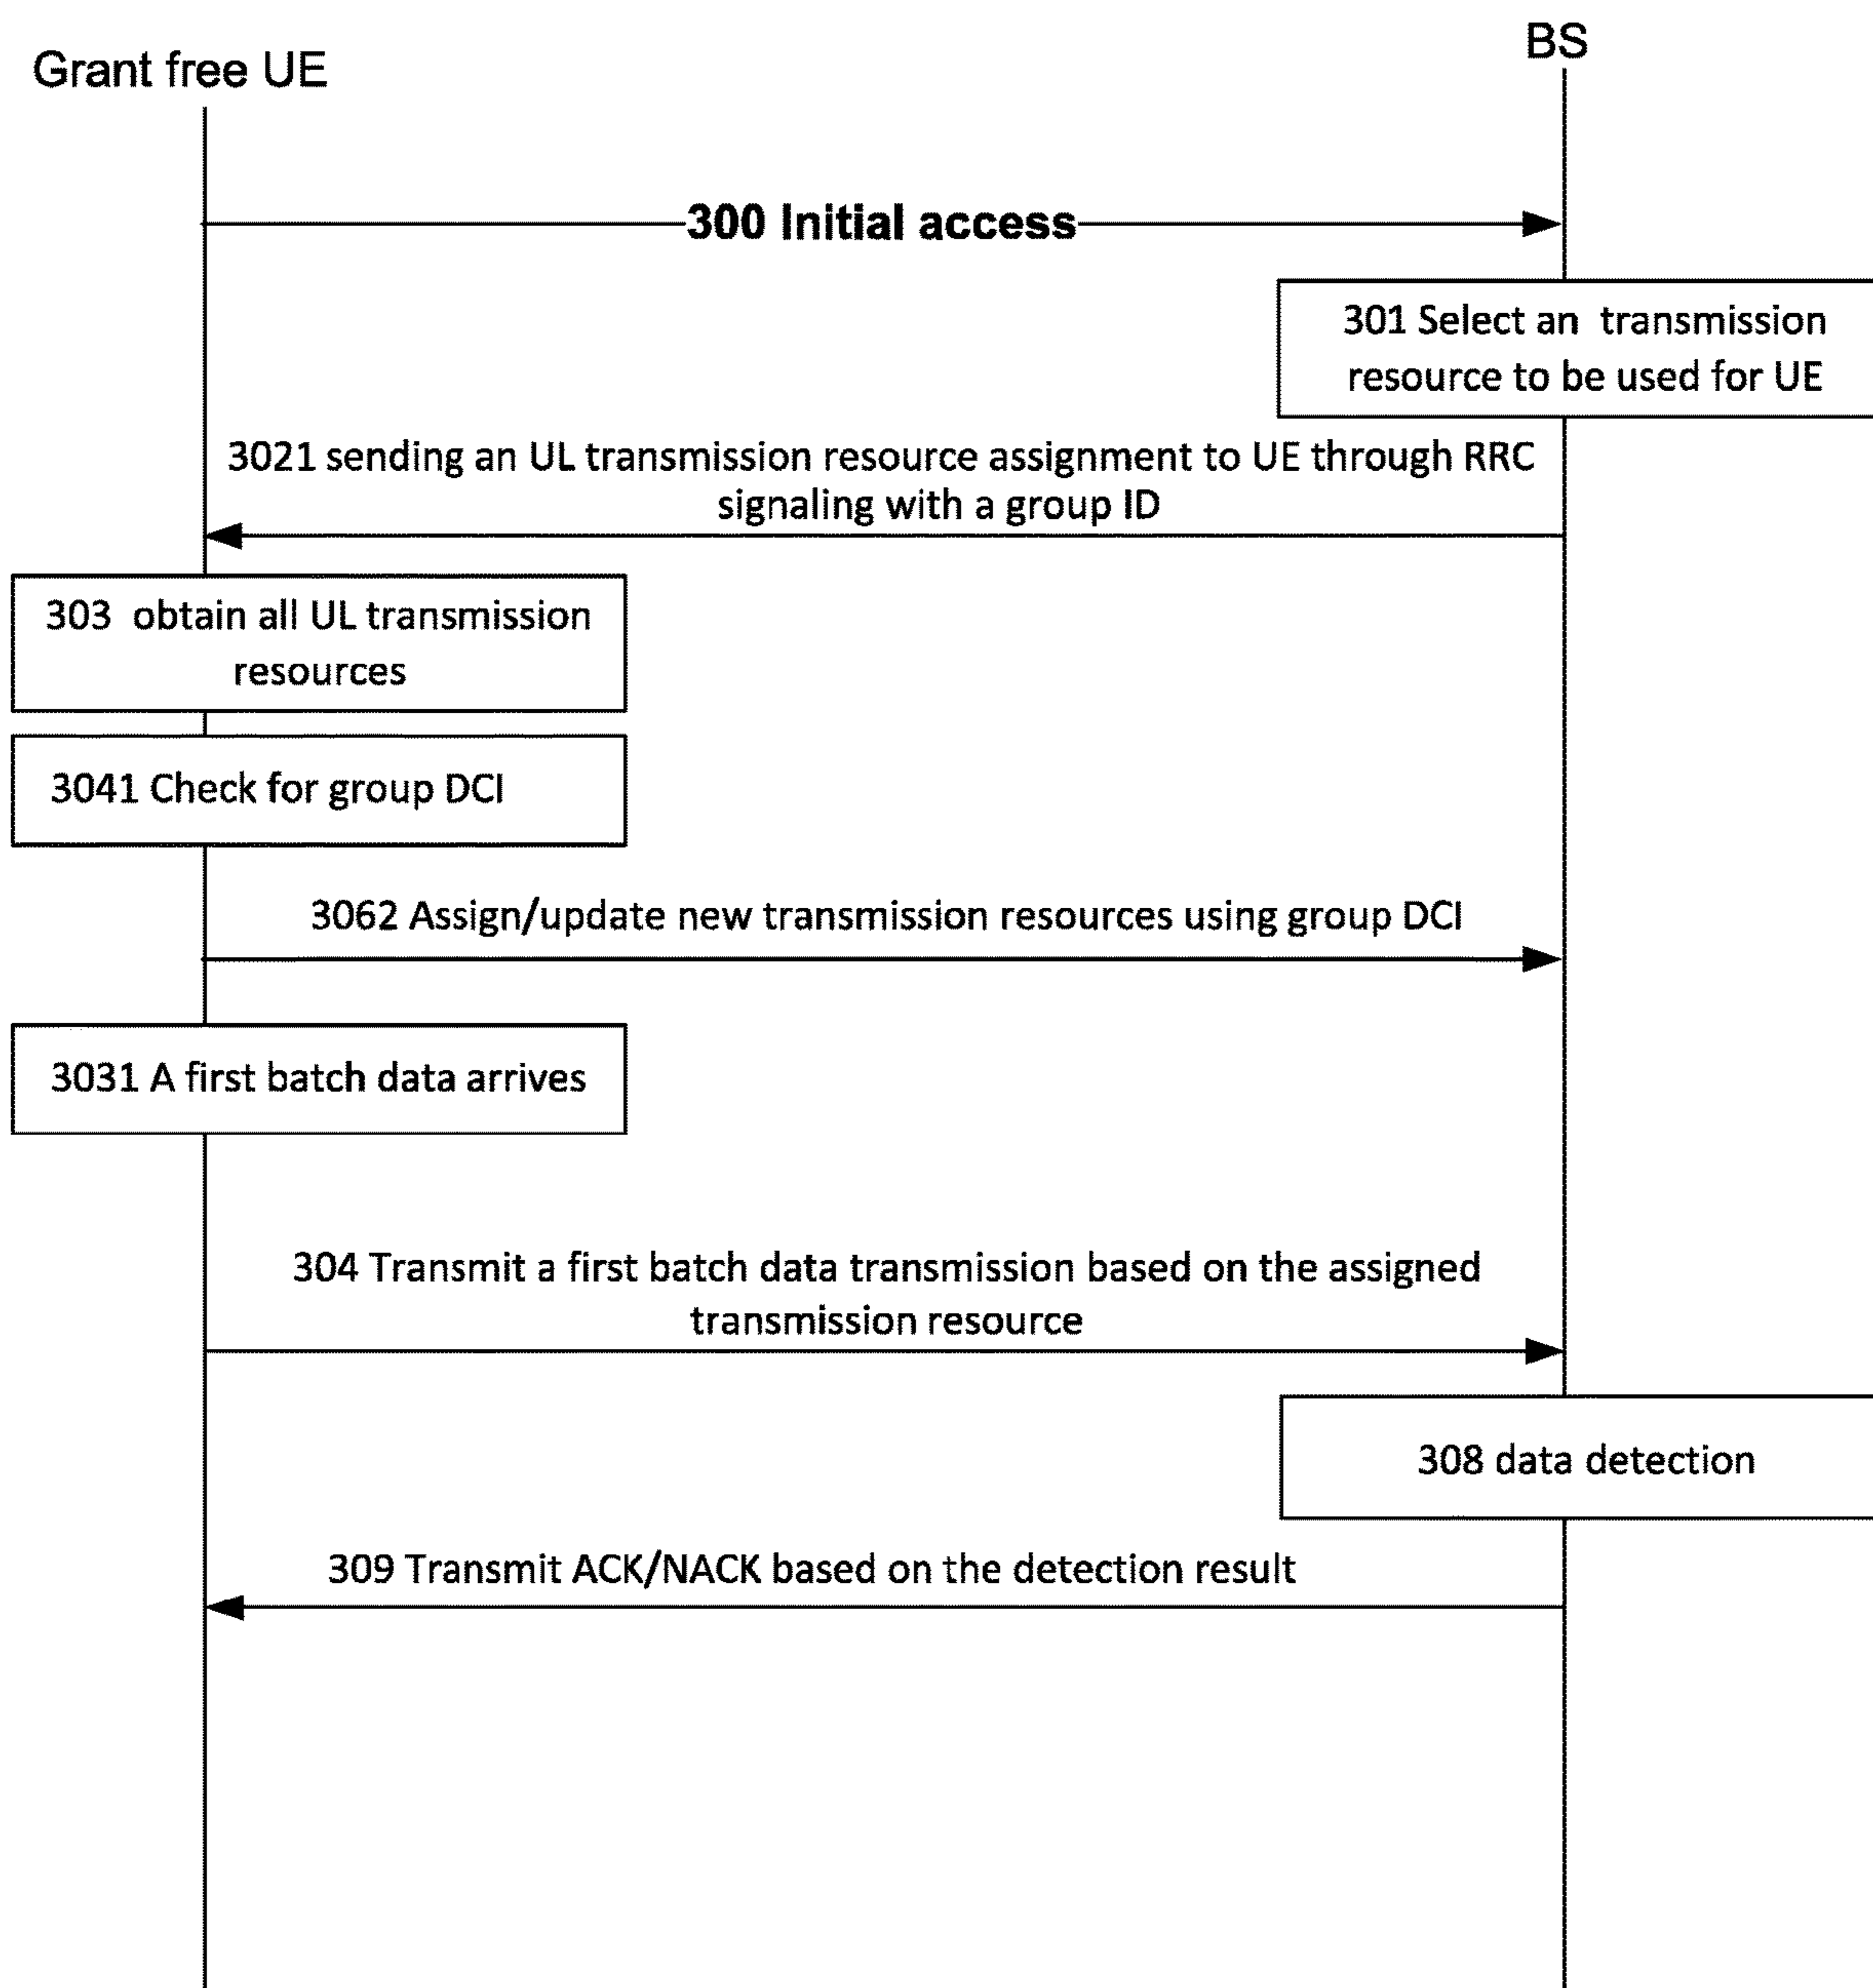 Grant free UE
BS
300 Initial access
301 Select an transmission
resource to be used for UE
3021 sending an UL transmission resource assignment to UE through RRC
signaling with a group ID
303 obtain all UL transmission
resources
3041 Check for group DCI
3062 Assign/update new transmission resources using group DCI
3031 A first batch data arrives
304 Transmit a first batch data transmission based on the assigned
transmission resource
308 data detection
309 Transmit ACK/NACK based on the detection result